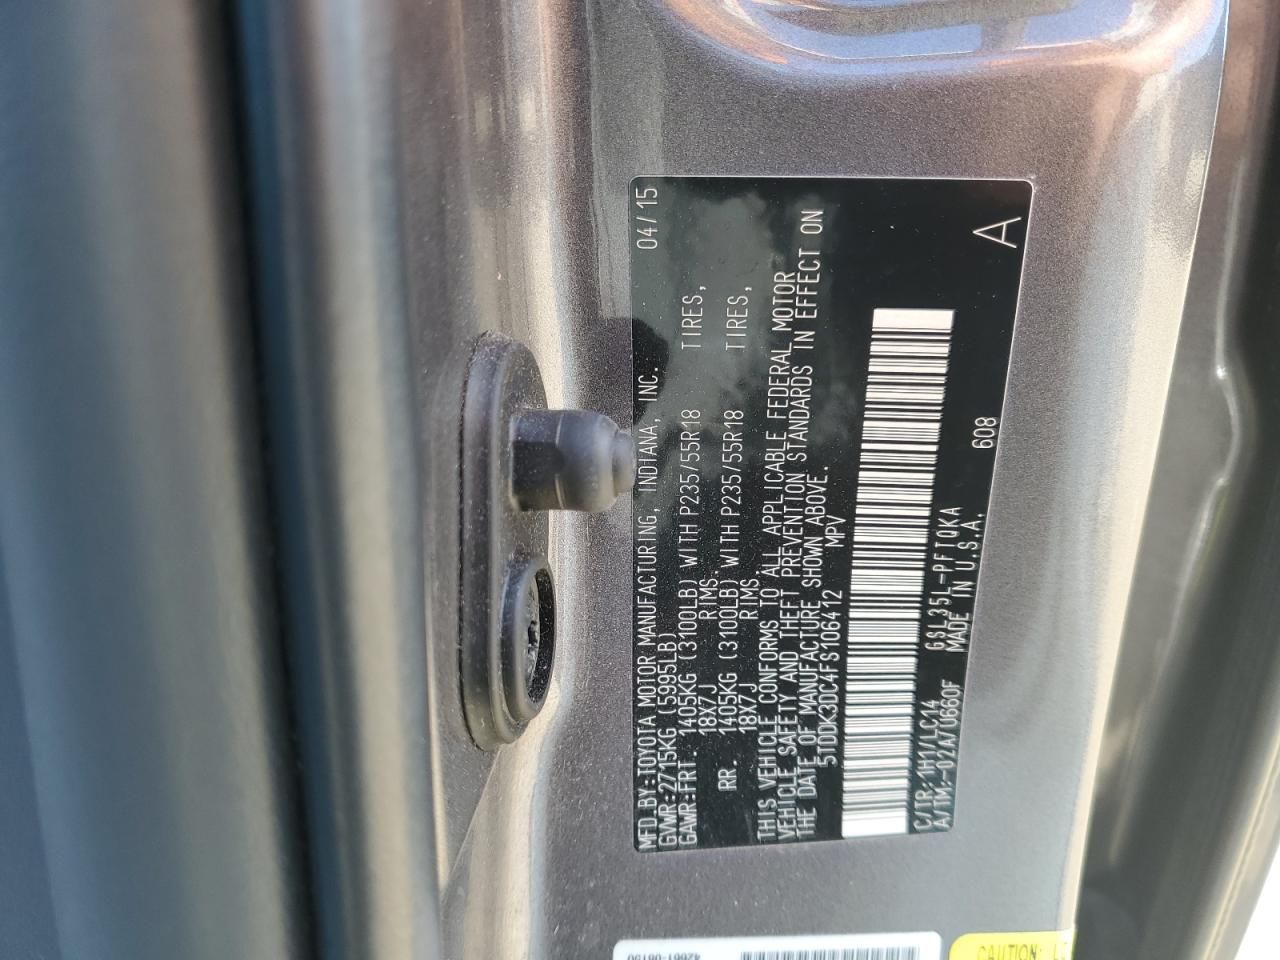 MFD.BY:TOYOTA MOTOR MANUFACTURING, INDIANA, INC. 04/15
GVWR:2715KG (5995LB)
GAWR:FRT. 1405KG (3100LB) WITH P235/55R18 TIRES,
18X7J RIMS.
RR. 1405KG (3100LB) WITH P235/55R18 TIRES,
18X7J RIMS
THIS VEHICLE CONFORMS TO ALL APPLICABLE FEDERAL MOTOR
VEHICLE SAFETY AND THEFT PREVENTION STANDARDS IN EFFECT ON
THE DATE OF MANUFACTURE SHOWN ABOVE.
5TDDK3DC4FS106412 MPV
C/TR:1H1/LC14 GSL35L-PFTQKA
A/TM:-02A/U660F MADE IN U.S.A. 608
A
CAUTION: